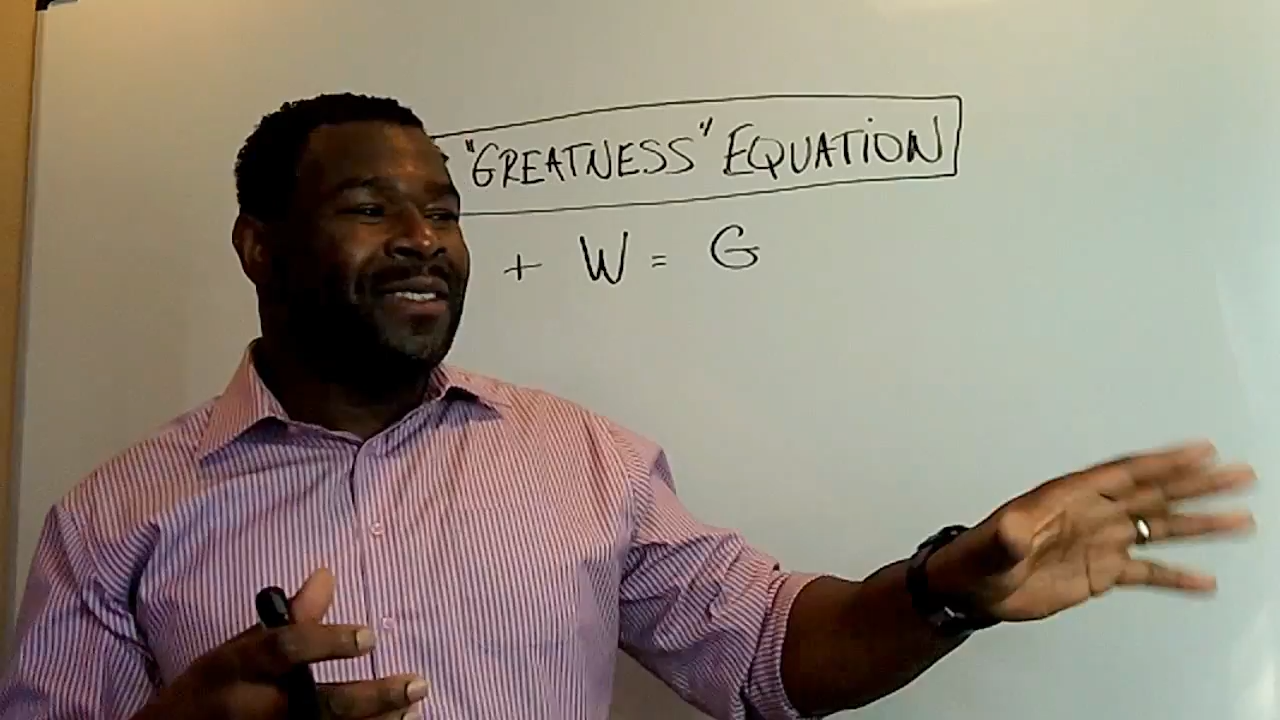 "GREATNESS" EQUATION
+ W = G